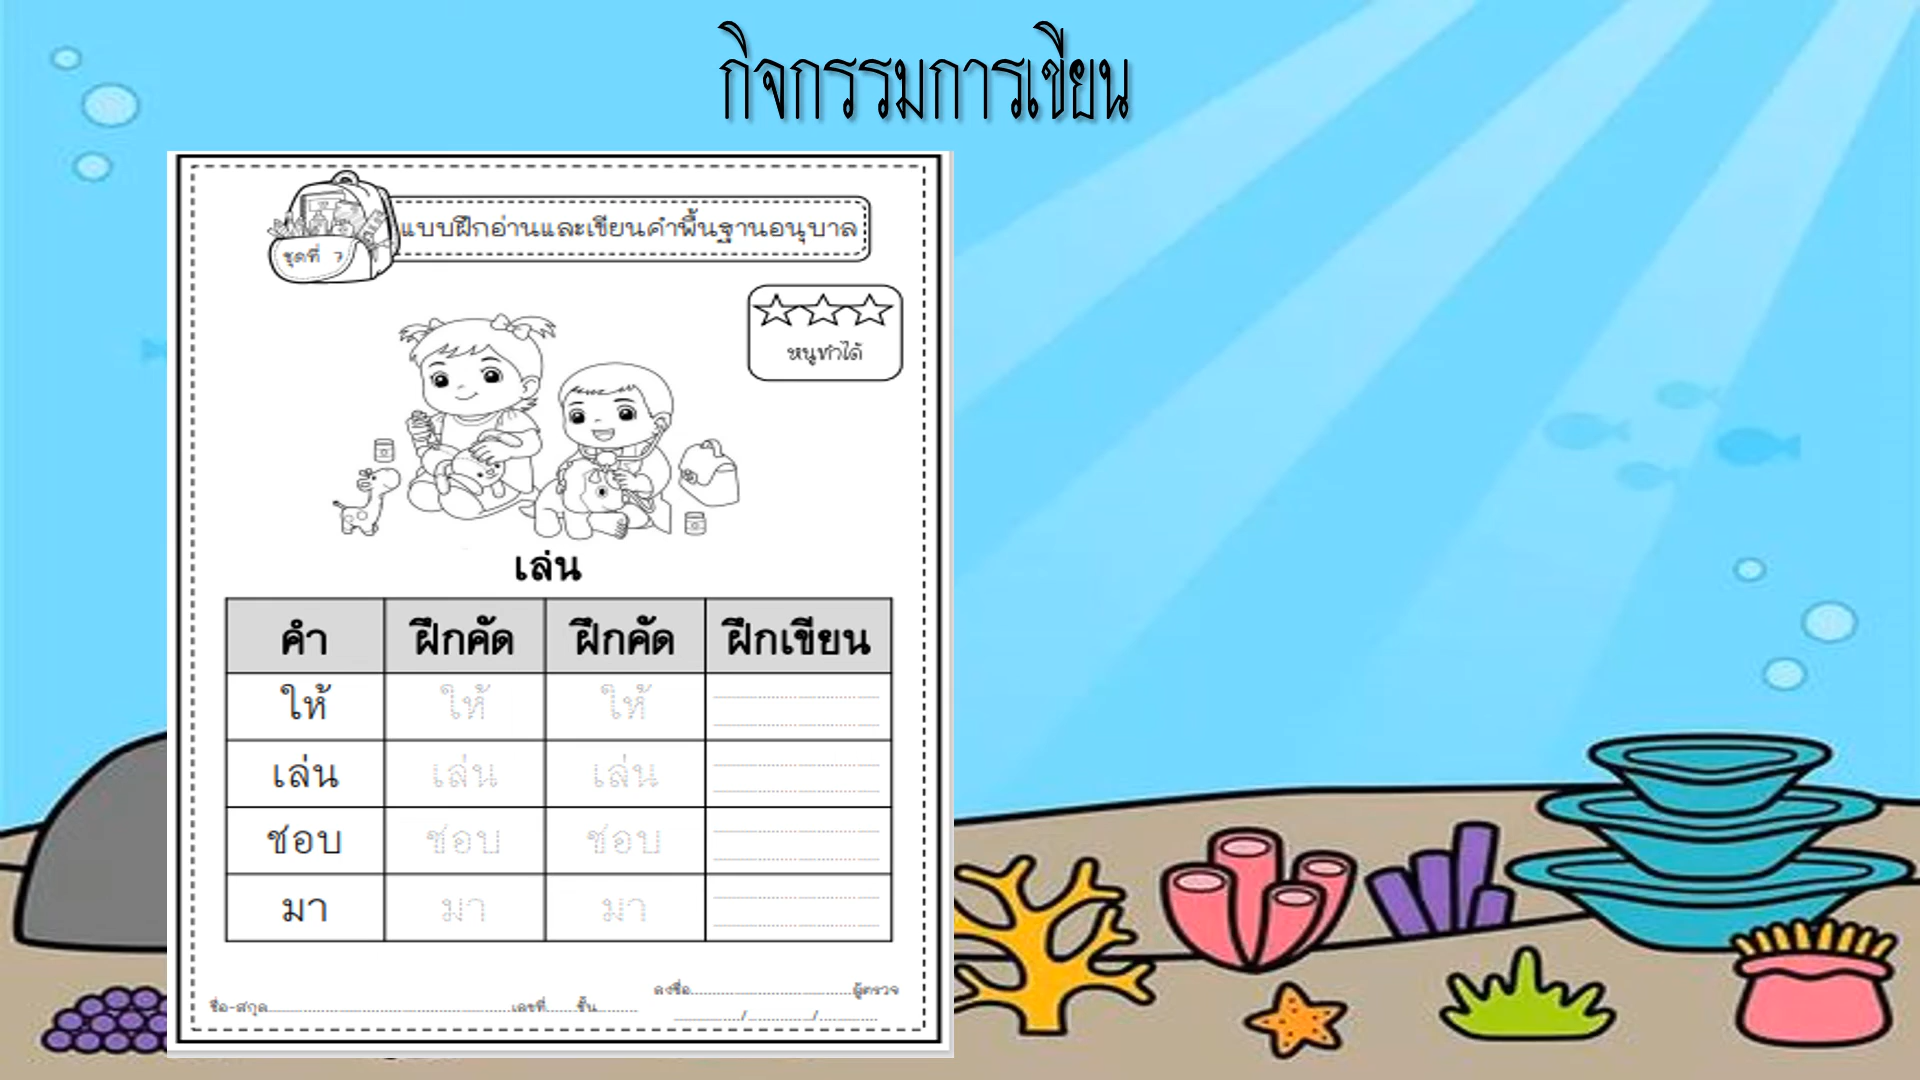 กิจกรรมการเขียน
แบบฝึกอ่านและเขียนคำพื้นฐานอนุบาล
ชุดที่ 7
หนูทำได้
เล่น
คำ ฝึกคัด ฝึกคัด ฝึกเขียน
ให้ ให้ ให้
เล่น เล่น เล่น
ชอบ ชอบ ชอบ
มา มา มา
ลงชื่อ........................................ผู้ตรวจ
ชื่อ-สกุล............................................................เลขที่........ชั้น..........
................/................/...............